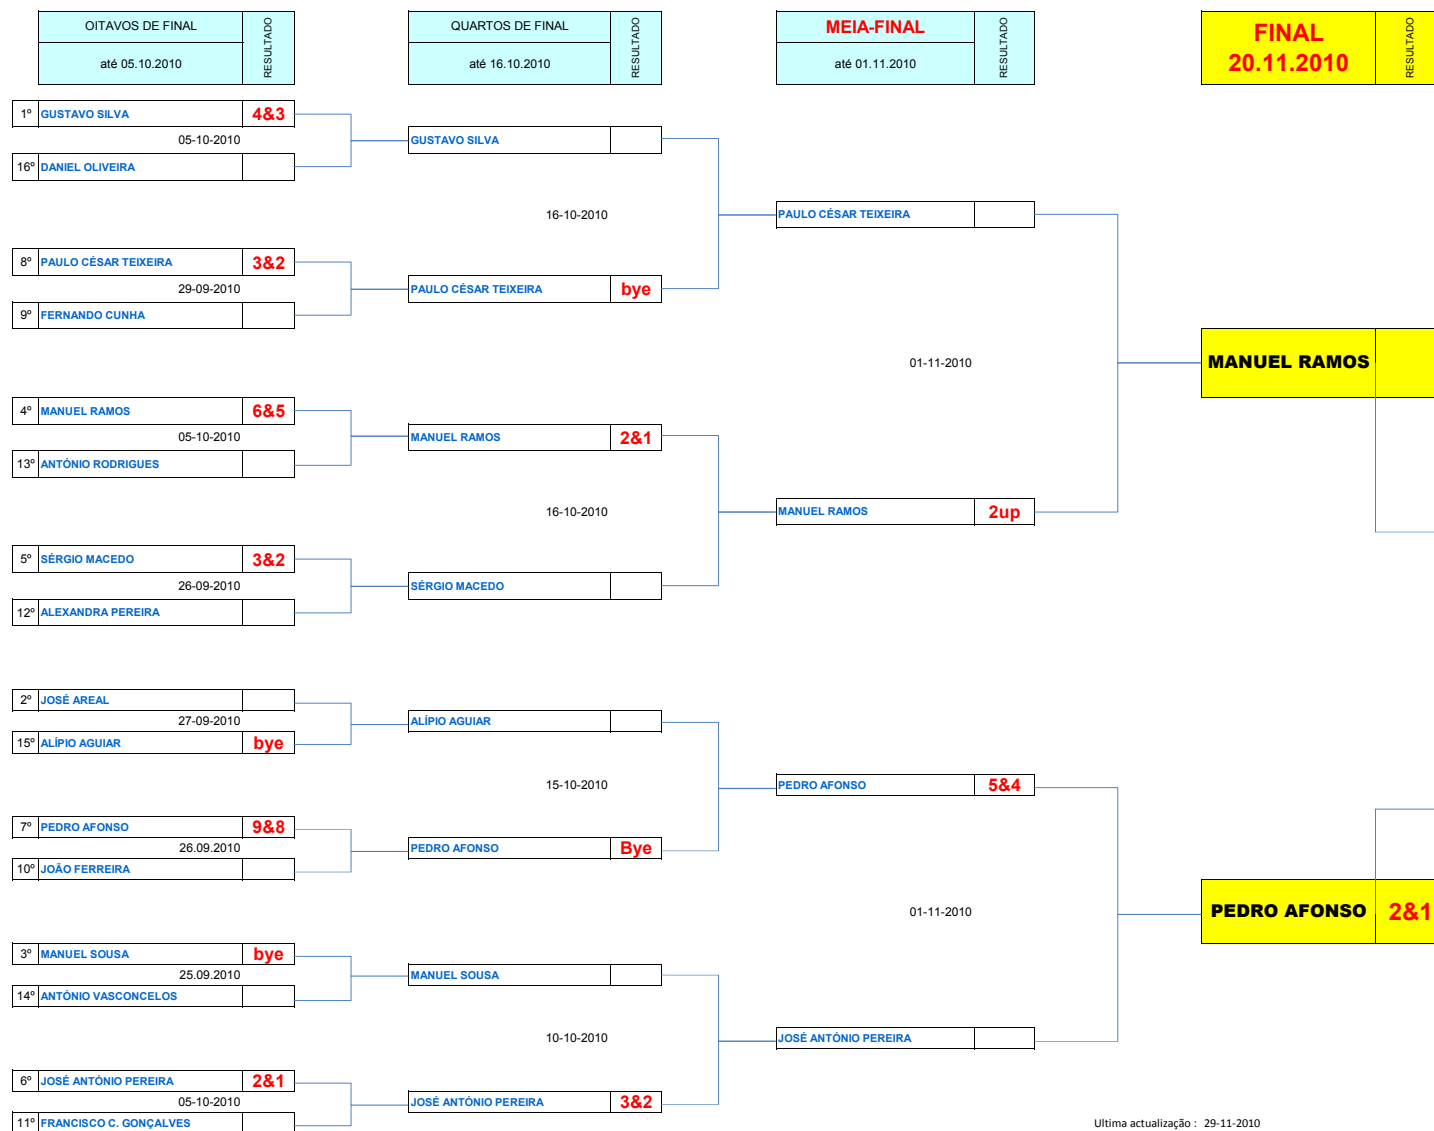 OITAVOS DE FINAL
até 05.10.2010
RESULTADO
QUARTOS DE FINAL
até 16.10.2010
RESULTADO
MEIA-FINAL
até 01.11.2010
RESULTADO
FINAL
20.11.2010
RESULTADO
1º GUSTAVO SILVA 4&3
05-10-2010
16º DANIEL OLIVEIRA
8º PAULO CÉSAR TEIXEIRA 3&2
29-09-2010
9º FERNANDO CUNHA
4º MANUEL RAMOS 6&5
05-10-2010
13º ANTÓNIO RODRIGUES
5º SÉRGIO MACEDO 3&2
26-09-2010
12º ALEXANDRA PEREIRA
2º JOSÉ AREAL
27-09-2010
15º ALÍPIO AGUIAR bye
7º PEDRO AFONSO 9&8
26.09.2010
10º JOÃO FERREIRA
3º MANUEL SOUSA bye
25.09.2010
14º ANTÓNIO VASCONCELOS
6º JOSÉ ANTÓNIO PEREIRA 2&1
05-10-2010
11º FRANCISCO C. GONÇALVES
GUSTAVO SILVA
16-10-2010
PAULO CÉSAR TEIXEIRA bye
MANUEL RAMOS 2&1
16-10-2010
SÉRGIO MACEDO
ALÍPIO AGUIAR
15-10-2010
PEDRO AFONSO Bye
MANUEL SOUSA
10-10-2010
JOSÉ ANTÓNIO PEREIRA 3&2
PAULO CÉSAR TEIXEIRA
01-11-2010
MANUEL RAMOS 2up
PEDRO AFONSO 5&4
01-11-2010
JOSÉ ANTÓNIO PEREIRA
MANUEL RAMOS
PEDRO AFONSO 2&1
Ultima actualização : 29-11-2010